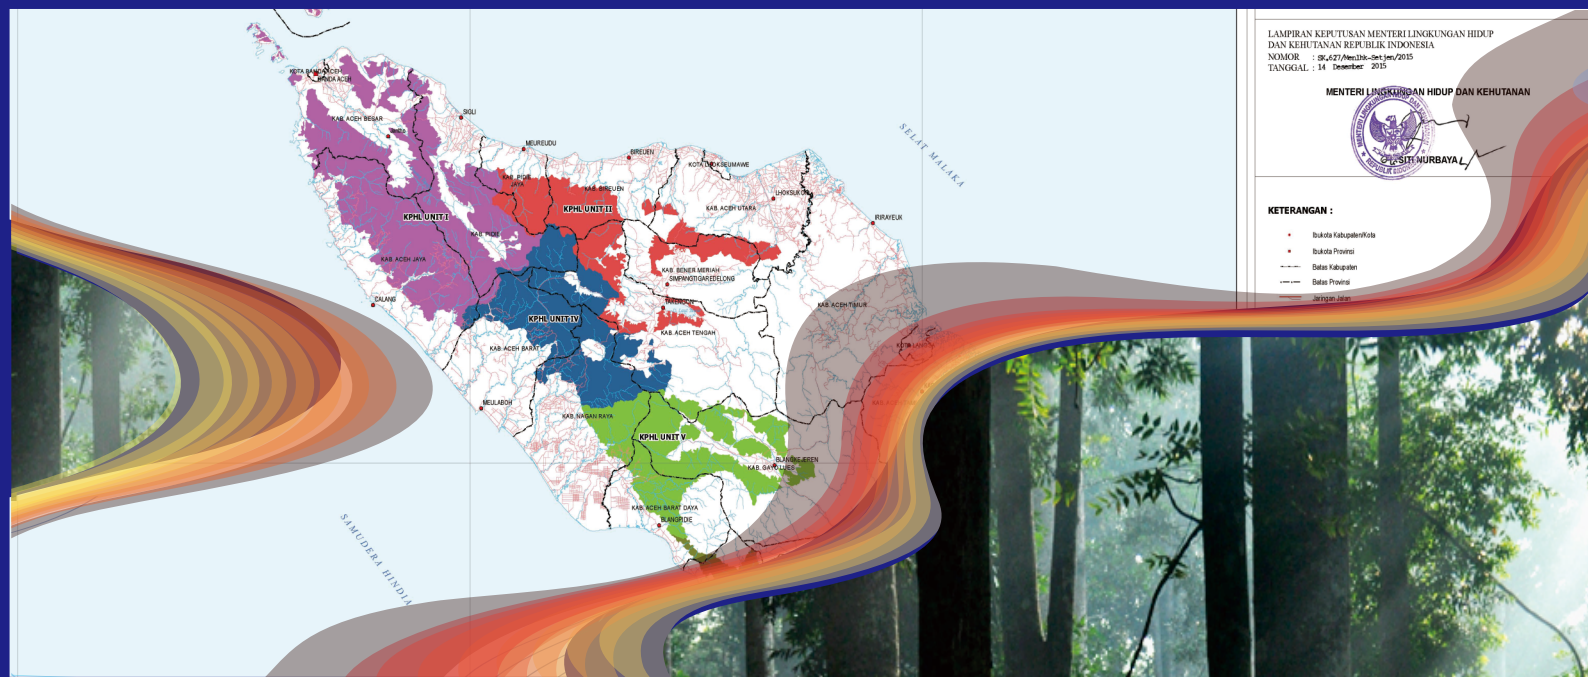 LAMPIRAN KEPUTUSAN MENTERI LINGKUNGAN HIDUP
DAN KEHUTANAN REPUBLIK INDONESIA
NOMOR : SK.627/Menlhk-Setjen/2015
TANGGAL : 14 Desember 2015
MENTERI LINGKUNGAN HIDUP DAN KEHUTANAN
SITI NURBAYA
KETERANGAN :
Ibukota Kabupaten/Kota
Ibukota Provinsi
Batas Kabupaten
Batas Provinsi
Jaringan Jalan
KOTA BANDA ACEH
BANDA ACEH
KAB. ACEH BESAR
Jantho
SIGLI
MEUREUDU
BIREUEN
KOTA LHOKSEUMAWE
SELAT MALAKA
KAB. PIDIE
JAYA
KAB. BIREUEN
LHOKSUKON
KPHL UNIT I
KPHL UNIT II
KAB. ACEH UTARA
IRIRAYEUK
KAB. PIDIE
KAB. ACEH JAYA
KAB. BENER MERIAH
SIMPANGTIGAREDELONG
CALANG
TAKENGON
KAB. ACEH TIMUR
KPHL UNIT IV
KAB. ACEH TENGAH
KAB. ACEH BARAT
KOTA LANGSA
MEULABOH
KAB. NAGAN RAYA
KPHL UNIT V
BLANGKEJEREN
KAB. GAYO LUES
KAB. ACEH BARAT DAYA
BLANGPIDIE
SAMUDERA HINDIA